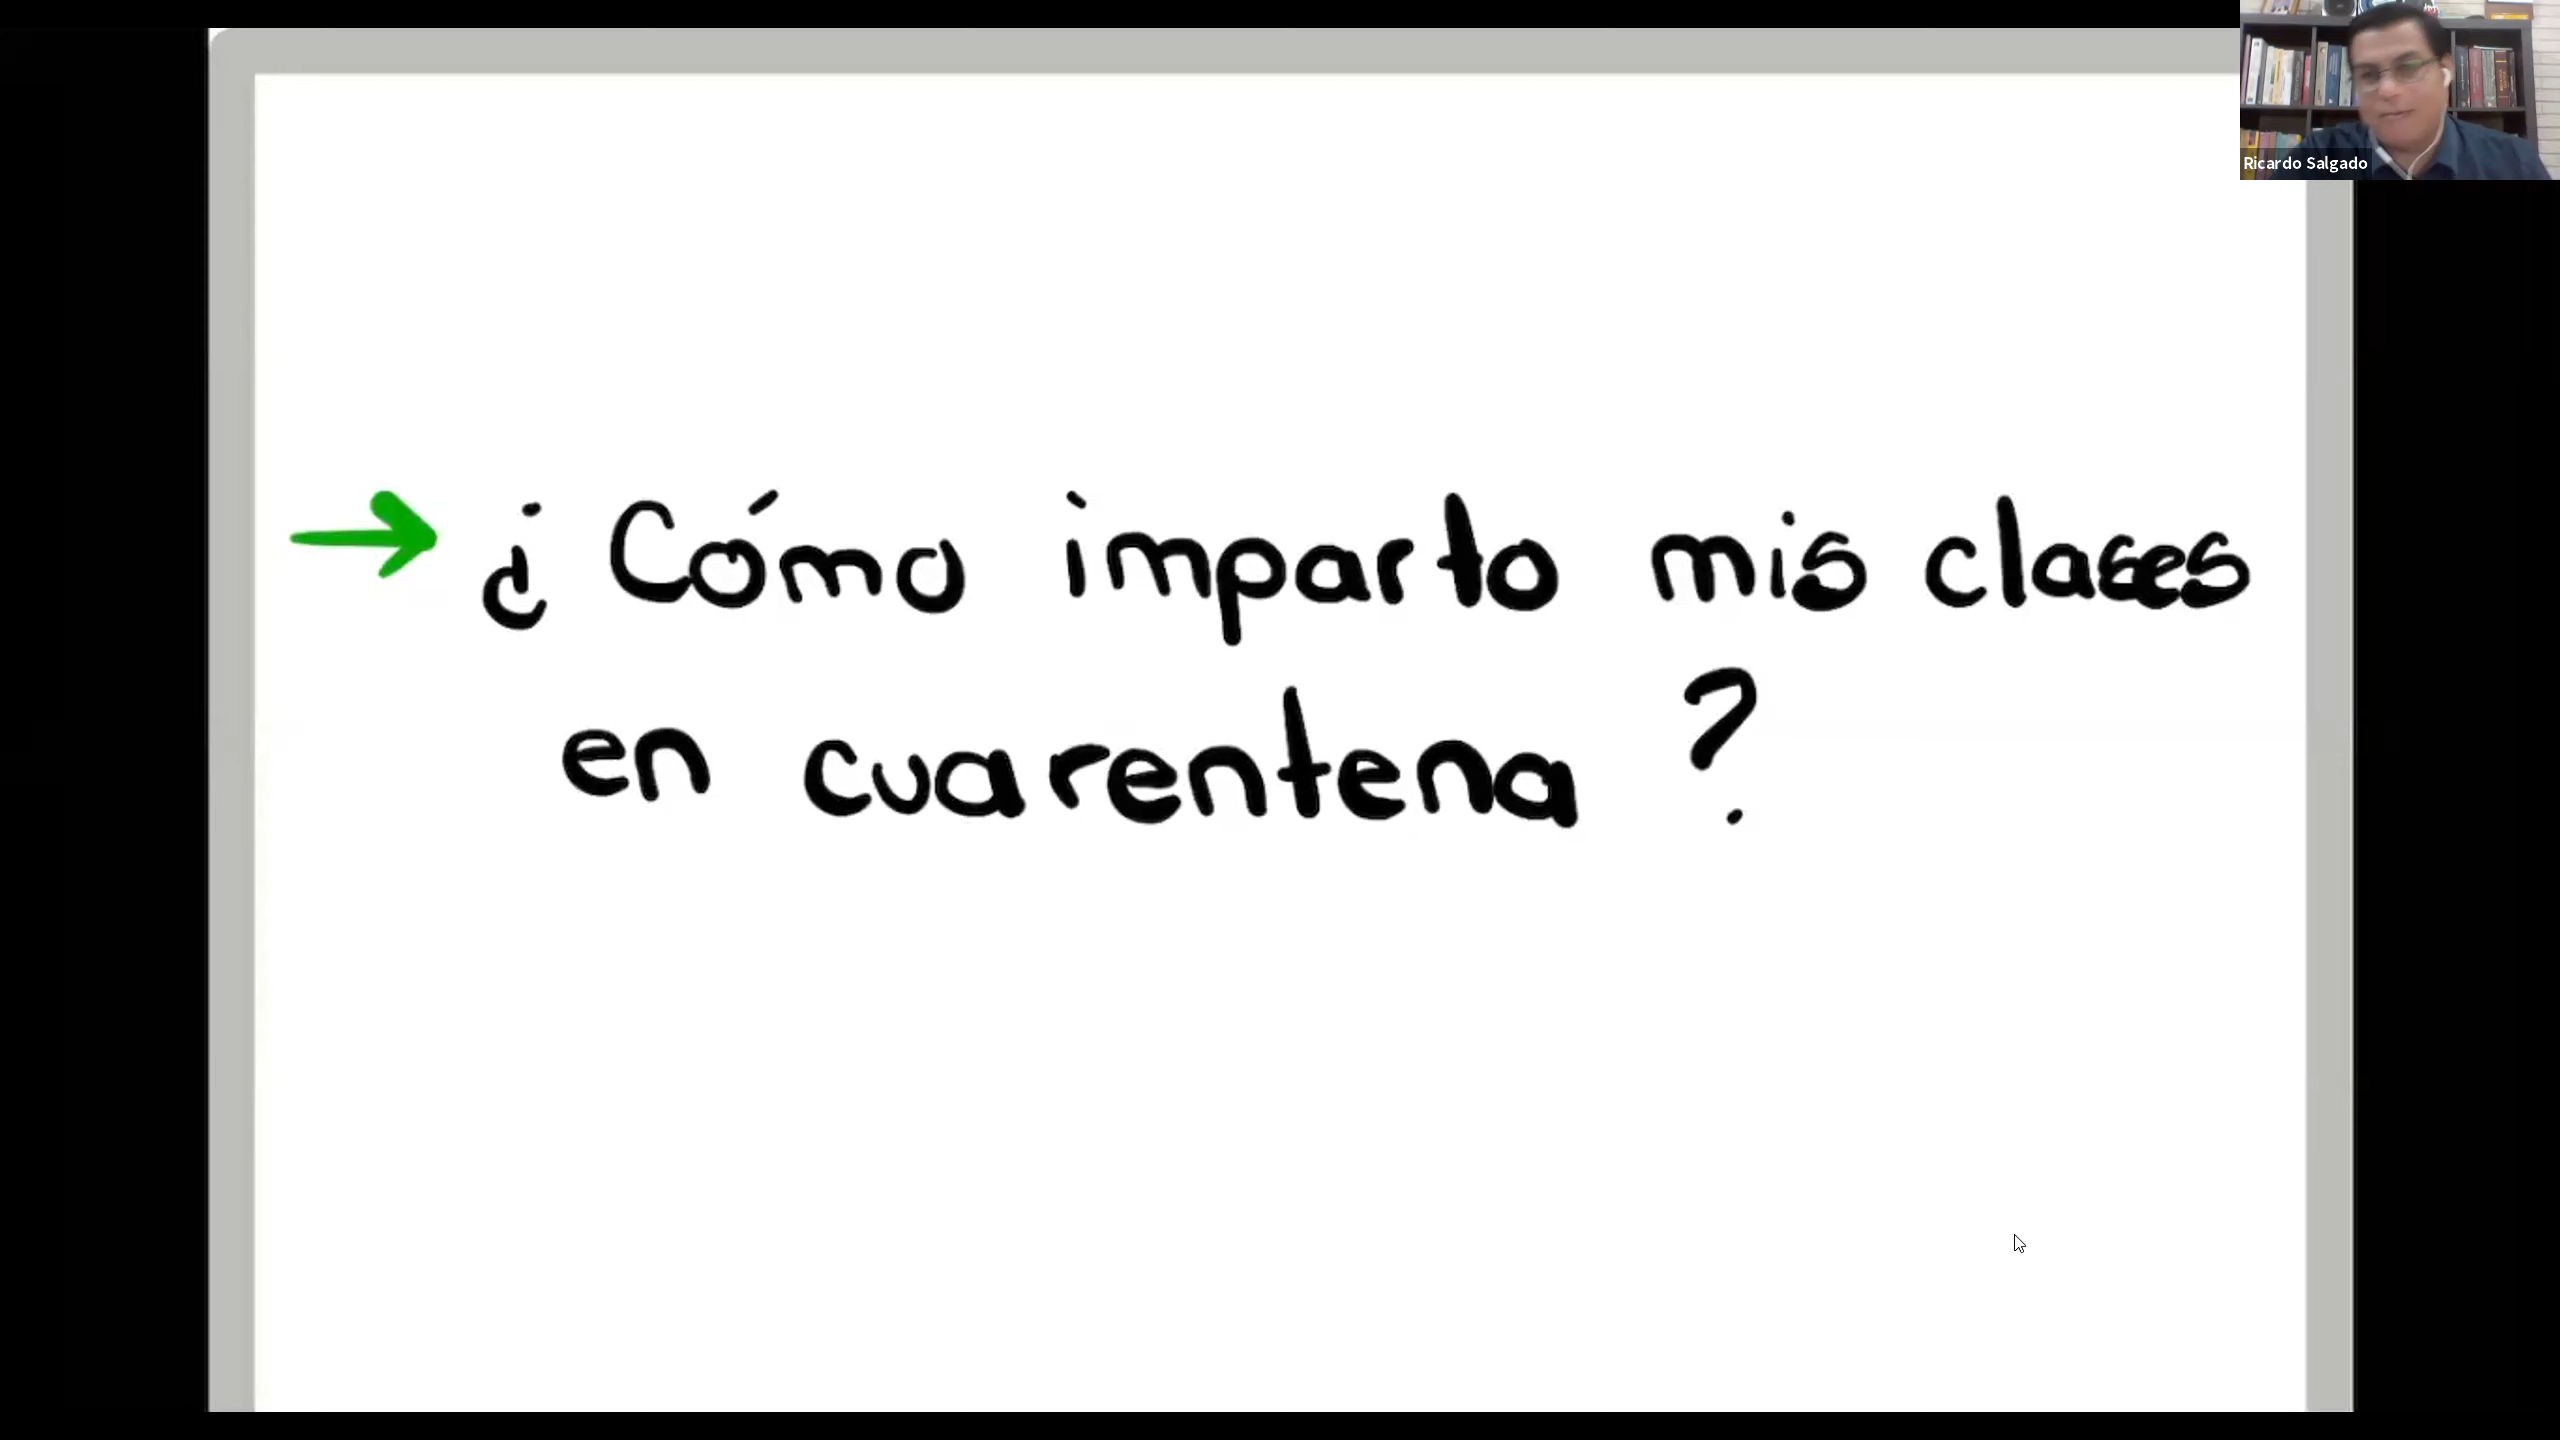 Ricardo Salgado
→ ¿Cómo imparto mis clases
en cuarentena?